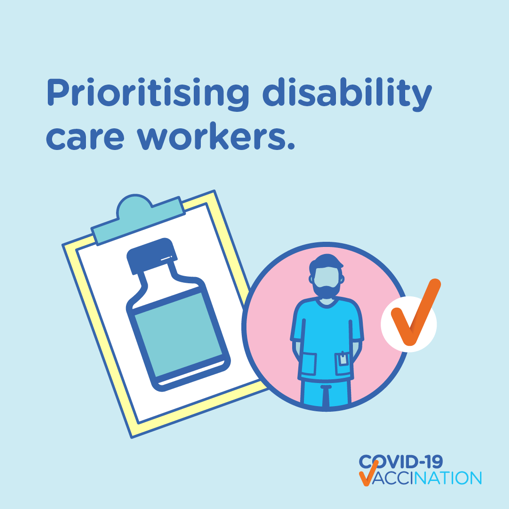 Prioritising disability
care workers.
COVID-19
VACCINATION